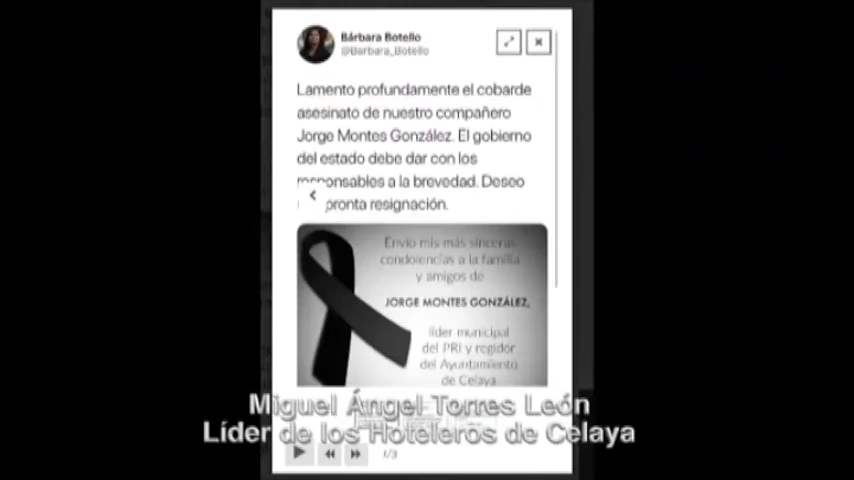 Bárbara Botello
@Barbara_Botello
Lamento profundamente el cobarde
asesinato de nuestro compañero
Jorge Montes González. El gobierno
del estado debe dar con los
responsables a la brevedad. Deseo
pronta resignación.
Envío mis más sinceras
condolencias a la familia
y amigos de
JORGE MONTES GONZÁLEZ,
líder municipal
del PRI y regidor
del Ayuntamiento
de Celaya
Miguel Ángel Torres León
Líder de los Hoteleros de Celaya
1/3